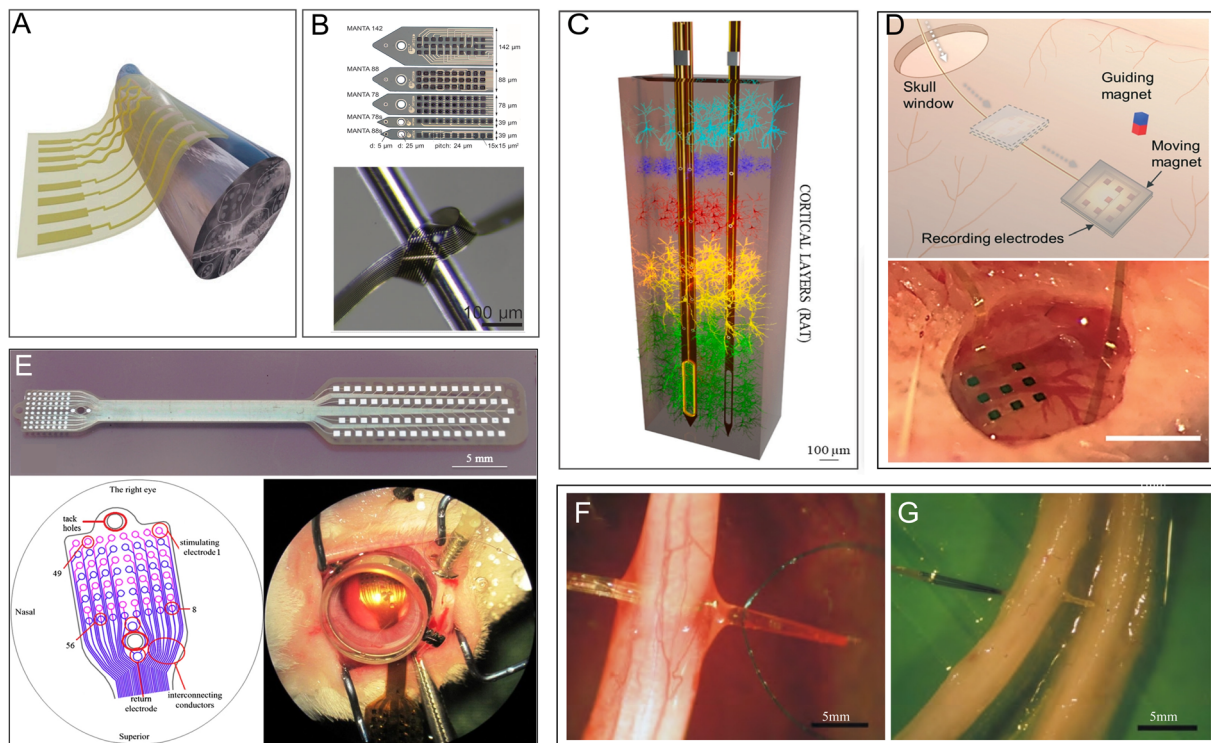 A
B
MANTA 142
142 μm
MANTA 88
88 μm
MANTA 78
78 μm
MANTA 78s
39 μm
MANTA 88s
39 μm
d: 5 μm d: 25 μm pitch: 24 μm 15x15 μm²
100 μm
C
CORTICAL LAYERS (RAT)
100 μm
D
Skull
window
Guiding
magnet
Moving
magnet
Recording electrodes
E
5 mm
The right eye
tack
holes
stimulating
electrode 1
49
Nasal
8
56
return
electrode
interconnecting
conductors
Superior
F
5mm
G
5mm